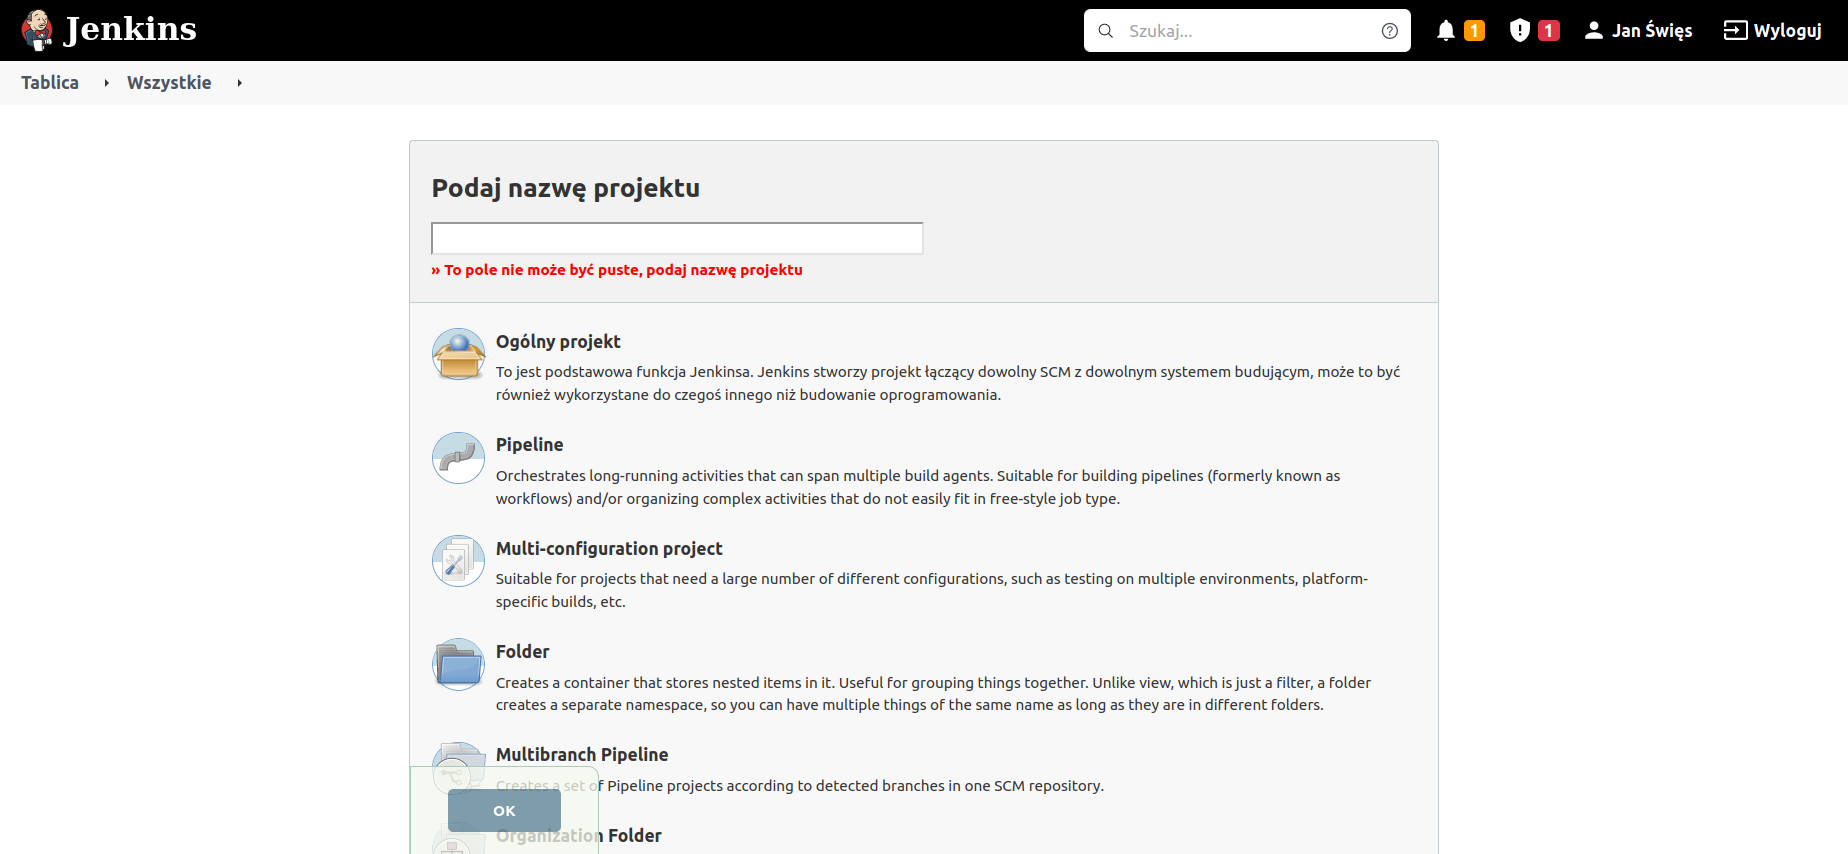 Jenkins
Szukaj...
1
1
Jan Święs
Wyloguj
Tablica
Wszystkie
Podaj nazwę projektu
» To pole nie może być puste, podaj nazwę projektu
Ogólny projekt
To jest podstawowa funkcja Jenkinsa. Jenkins stworzy projekt łączący dowolny SCM z dowolnym systemem budującym, może to być
również wykorzystane do czegoś innego niż budowanie oprogramowania.
Pipeline
Orchestrates long-running activities that can span multiple build agents. Suitable for building pipelines (formerly known as
workflows) and/or organizing complex activities that do not easily fit in free-style job type.
Multi-configuration project
Suitable for projects that need a large number of different configurations, such as testing on multiple environments, platform-
specific builds, etc.
Folder
Creates a container that stores nested items in it. Useful for grouping things together. Unlike view, which is just a filter, a folder
creates a separate namespace, so you can have multiple things of the same name as long as they are in different folders.
Multibranch Pipeline
Creates a set of Pipeline projects according to detected branches in one SCM repository.
OK
Organization Folder